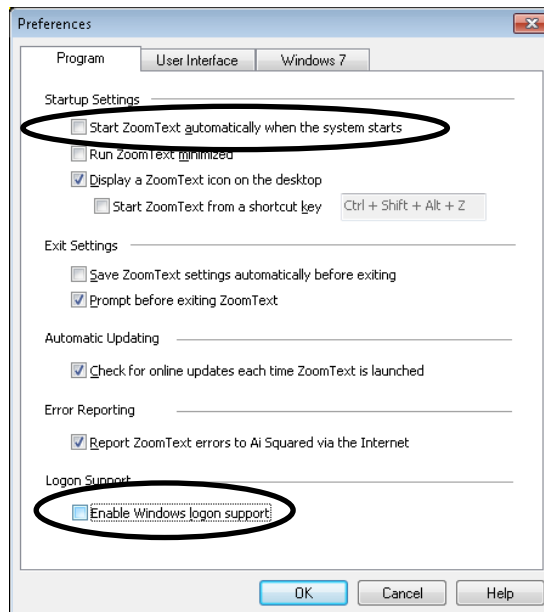 Preferences
Program
User Interface
Windows 7
Startup Settings
Start ZoomText automatically when the system starts
Run ZoomText minimized
Display a ZoomText icon on the desktop
Start ZoomText from a shortcut key Ctrl + Shift + Alt + Z
Exit Settings
Save ZoomText settings automatically before exiting
Prompt before exiting ZoomText
Automatic Updating
Check for online updates each time ZoomText is launched
Error Reporting
Report ZoomText errors to Ai Squared via the Internet
Logon Support
Enable Windows logon support
OK
Cancel
Help